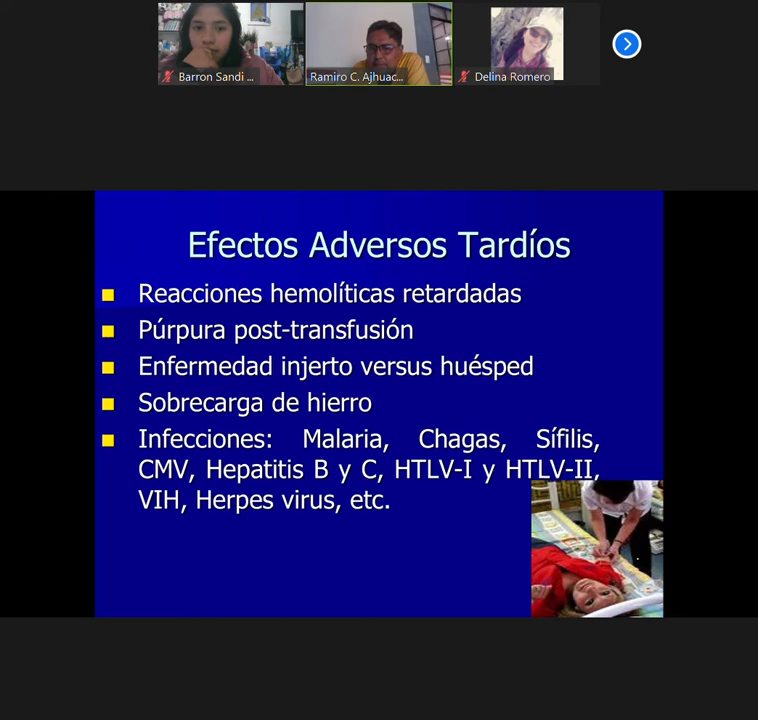 Barron Sandi ...
Ramiro C. Ajhuac...
Delina Romero
Efectos Adversos Tardíos
Reacciones hemolíticas retardadas
Púrpura post-transfusión
Enfermedad injerto versus huésped
Sobrecarga de hierro
Infecciones: Malaria, Chagas, Sífilis,
CMV, Hepatitis B y C, HTLV-I y HTLV-II,
VIH, Herpes virus, etc.